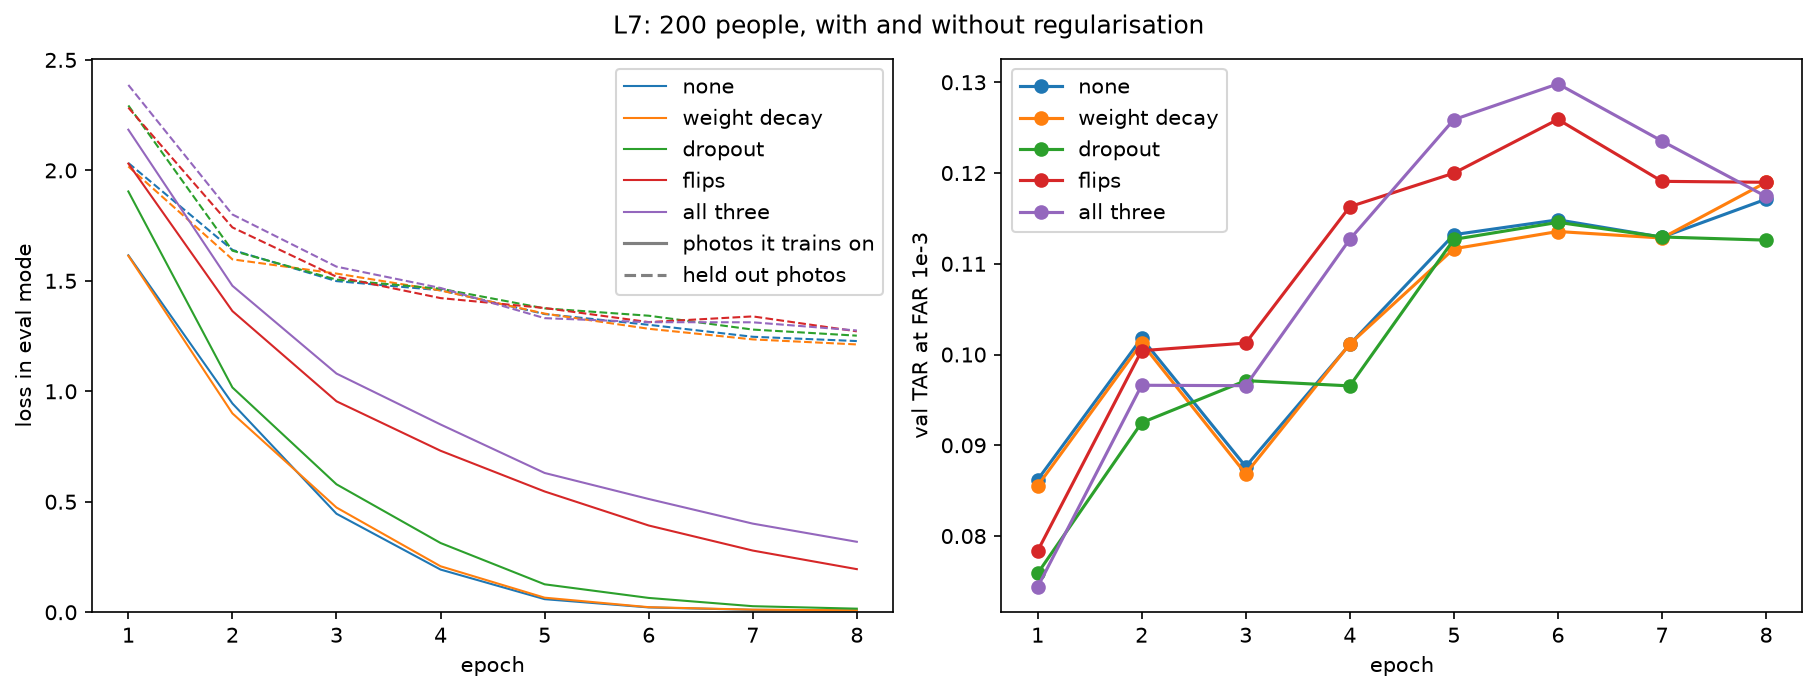 L7: 200 people, with and without regularisation
loss in eval mode
2.5
2.0
1.5
1.0
0.5
0.0
1 2 3 4 5 6 7 8
epoch
none
weight decay
dropout
flips
all three
photos it trains on
held out photos
val TAR at FAR 1e-3
0.13
0.12
0.11
0.10
0.09
0.08
1 2 3 4 5 6 7 8
epoch
none
weight decay
dropout
flips
all three